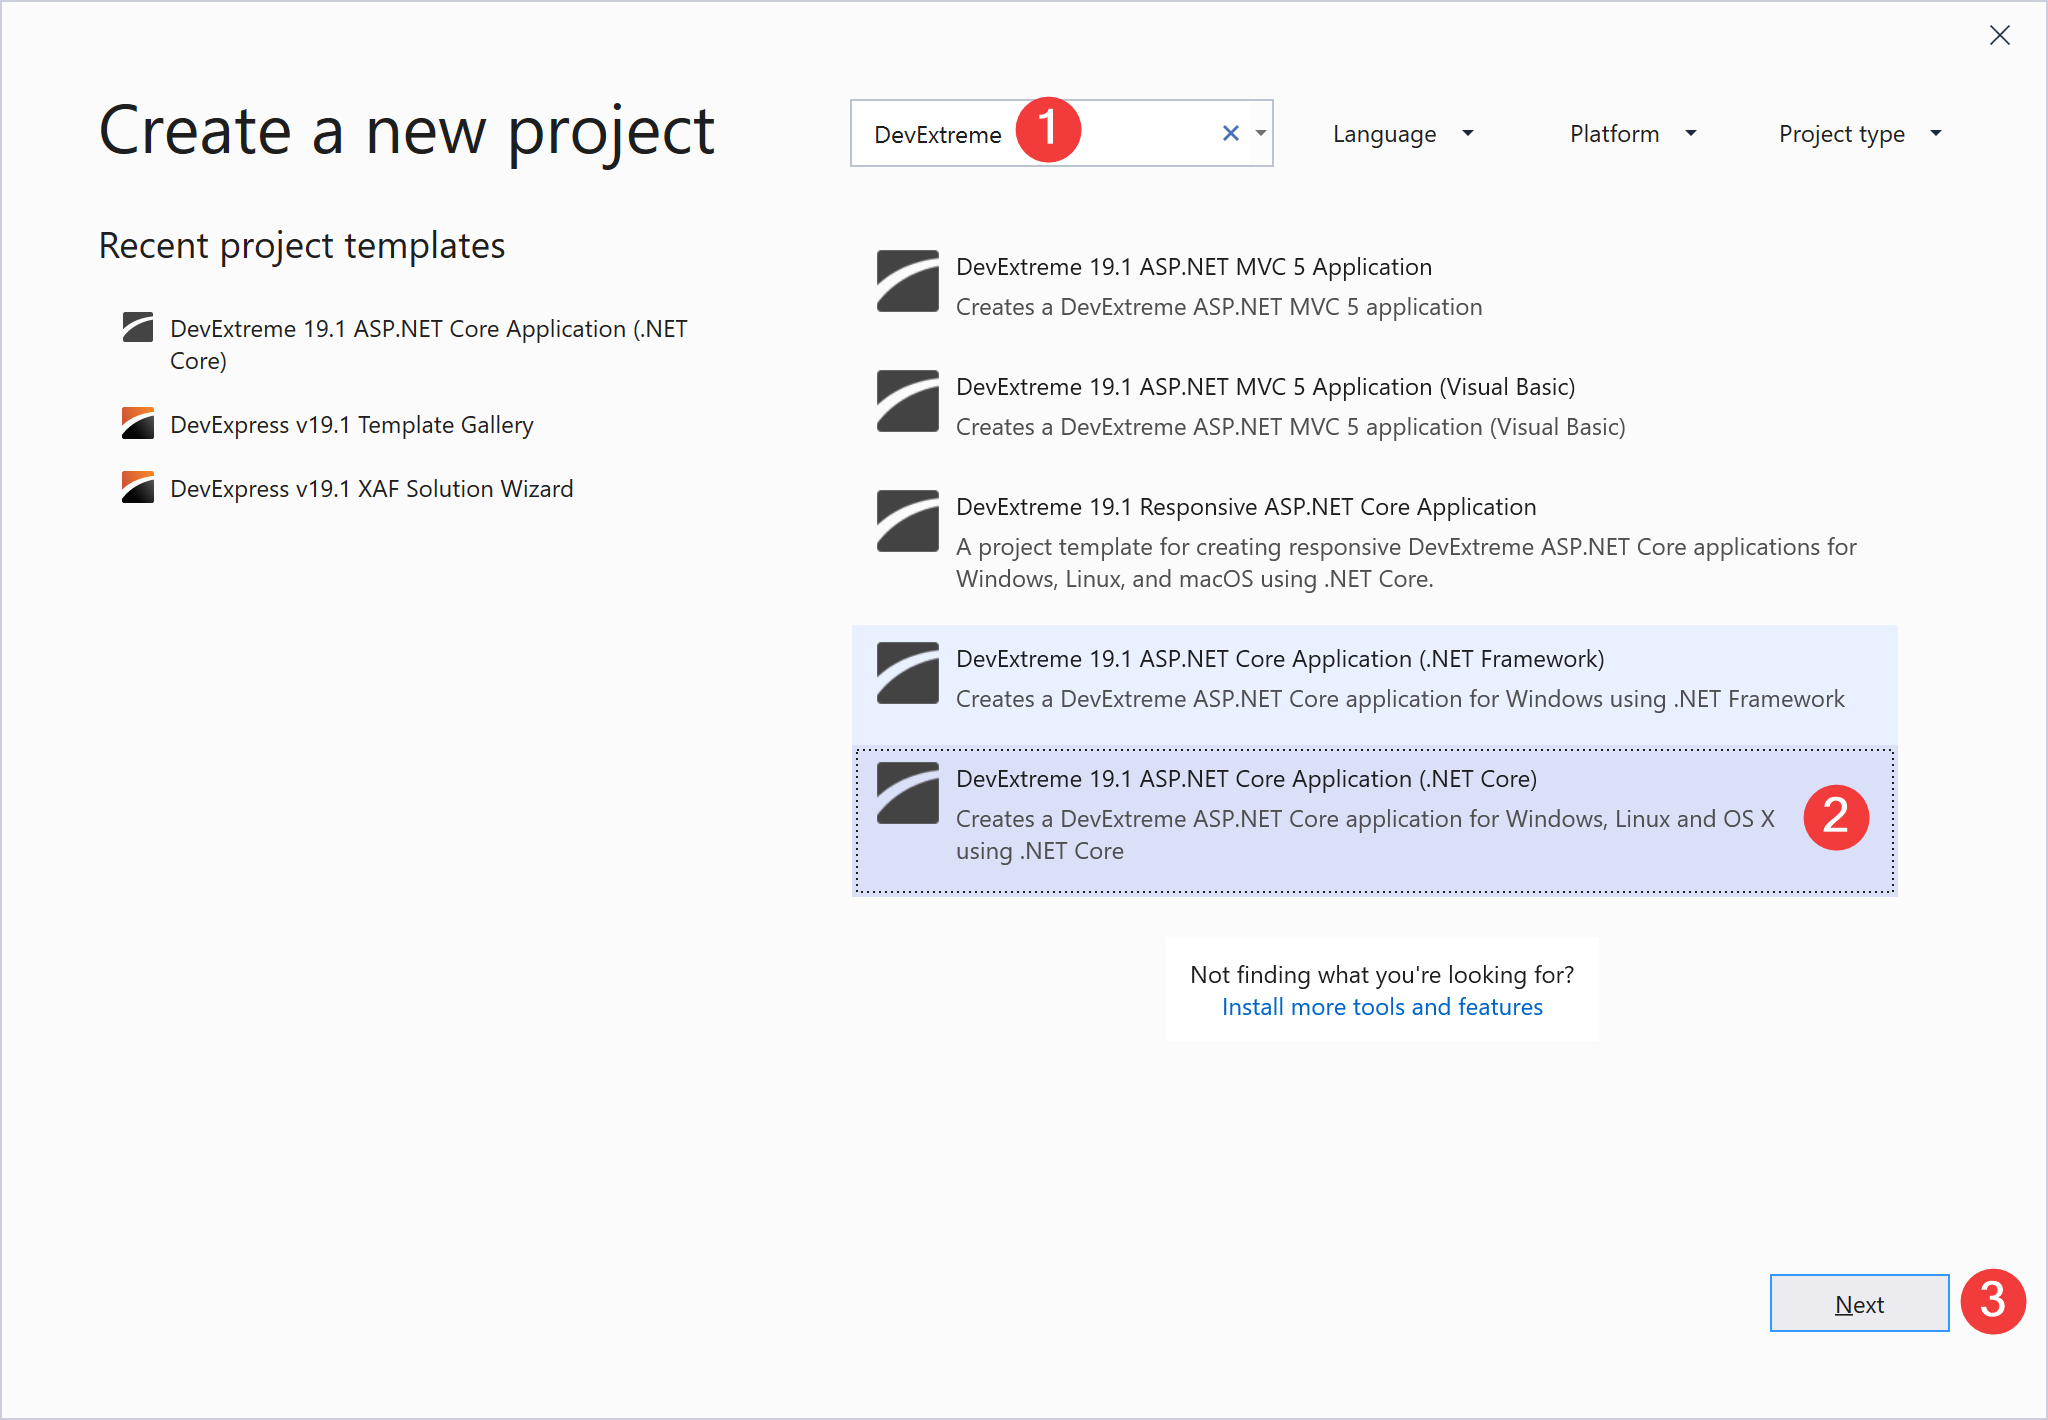 Create a new project
DevExtreme 1
Language
Platform
Project type
Recent project templates
DevExtreme 19.1 ASP.NET Core Application (.NET
Core)
DevExpress v19.1 Template Gallery
DevExpress v19.1 XAF Solution Wizard
DevExtreme 19.1 ASP.NET MVC 5 Application
Creates a DevExtreme ASP.NET MVC 5 application
DevExtreme 19.1 ASP.NET MVC 5 Application (Visual Basic)
Creates a DevExtreme ASP.NET MVC 5 application (Visual Basic)
DevExtreme 19.1 Responsive ASP.NET Core Application
A project template for creating responsive DevExtreme ASP.NET Core applications for
Windows, Linux, and macOS using .NET Core.
DevExtreme 19.1 ASP.NET Core Application (.NET Framework)
Creates a DevExtreme ASP.NET Core application for Windows using .NET Framework
DevExtreme 19.1 ASP.NET Core Application (.NET Core)
Creates a DevExtreme ASP.NET Core application for Windows, Linux and OS X
using .NET Core
2
Not finding what you're looking for?
Install more tools and features
Next
3